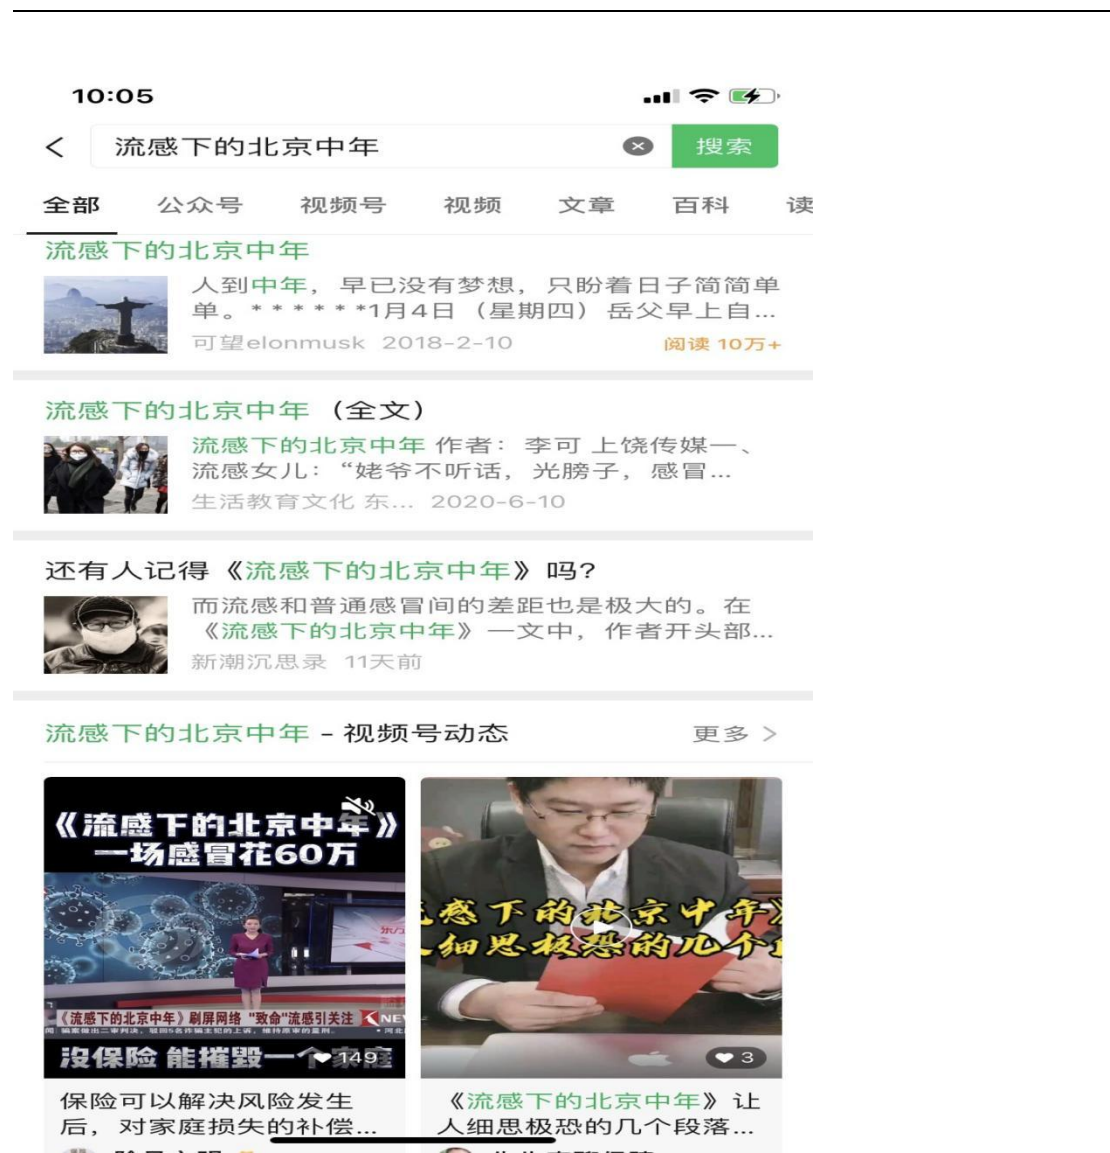 10:05
流感下的北京中年
搜索
全部 公众号 视频号 视频 文章 百科 读
流感下的北京中年
人到中年，早已没有梦想，只盼着日子简简单
单。* * * * * *1月4日（星期四）岳父早上自...
可望elonmusk 2018-2-10 阅读 10万+
流感下的北京中年（全文）
流感下的北京中年 作者：李可 上饶传媒一、
流感女儿：“姥爷不听话，光膀子，感冒...
生活教育文化 东... 2020-6-10
还有人记得《流感下的北京中年》吗?
而流感和普通感冒间的差距也是极大的。在
《流感下的北京中年》一文中，作者开头部...
新潮沉思录 11天前
流感下的北京中年 – 视频号动态 更多 >
《流感下的北京中年》
一场感冒花60万
《流感下的北京中年》刷屏网络 "致命"流感引关注 NEW
没保险 能摧毁一个家庭
149
保险可以解决风险发生
后，对家庭损失的补偿...
流感下的北京中年》
人细思极恐的几个
3
《流感下的北京中年》让
人细思极恐的几个段落...